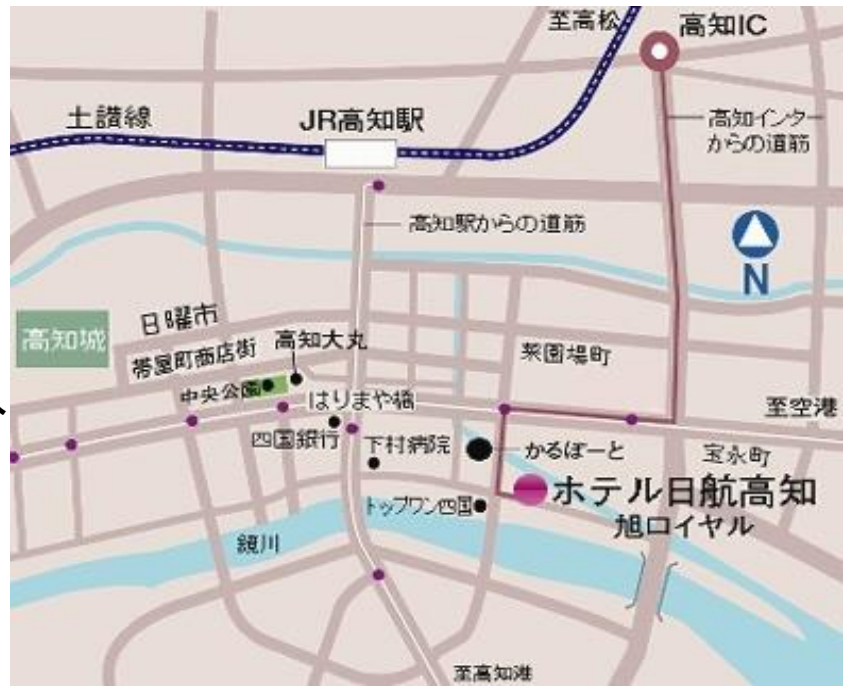 至高松
高知IC
土讃線
JR高知駅
高知インター
からの道筋
高知駅からの道筋
N
高知城
日曜市
高知大丸
帯屋町商店街
菜園場町
中央公園
はりまや橋
至空港
四国銀行
下村病院
かるぽーと
宝永町
ホテル日航高知
旭ロイヤル
トップワン四国
鏡川
至高知港